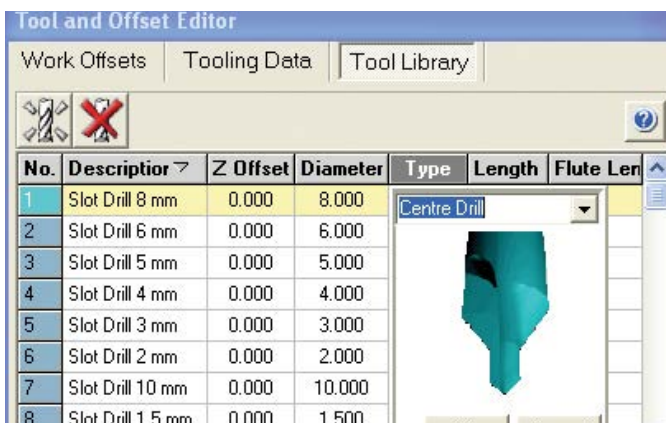 Tool and Offset Editor
Work Offsets Tooling Data Tool Library
No. Description Z Offset Diameter Type Length Flute Len
1 Slot Drill 8 mm 0.000 8.000 Centre Drill
2 Slot Drill 6 mm 0.000 6.000
3 Slot Drill 5 mm 0.000 5.000
4 Slot Drill 4 mm 0.000 4.000
5 Slot Drill 3 mm 0.000 3.000
6 Slot Drill 2 mm 0.000 2.000
7 Slot Drill 10 mm 0.000 10.000
8 Slot Drill 1.5 mm 0.000 1.500